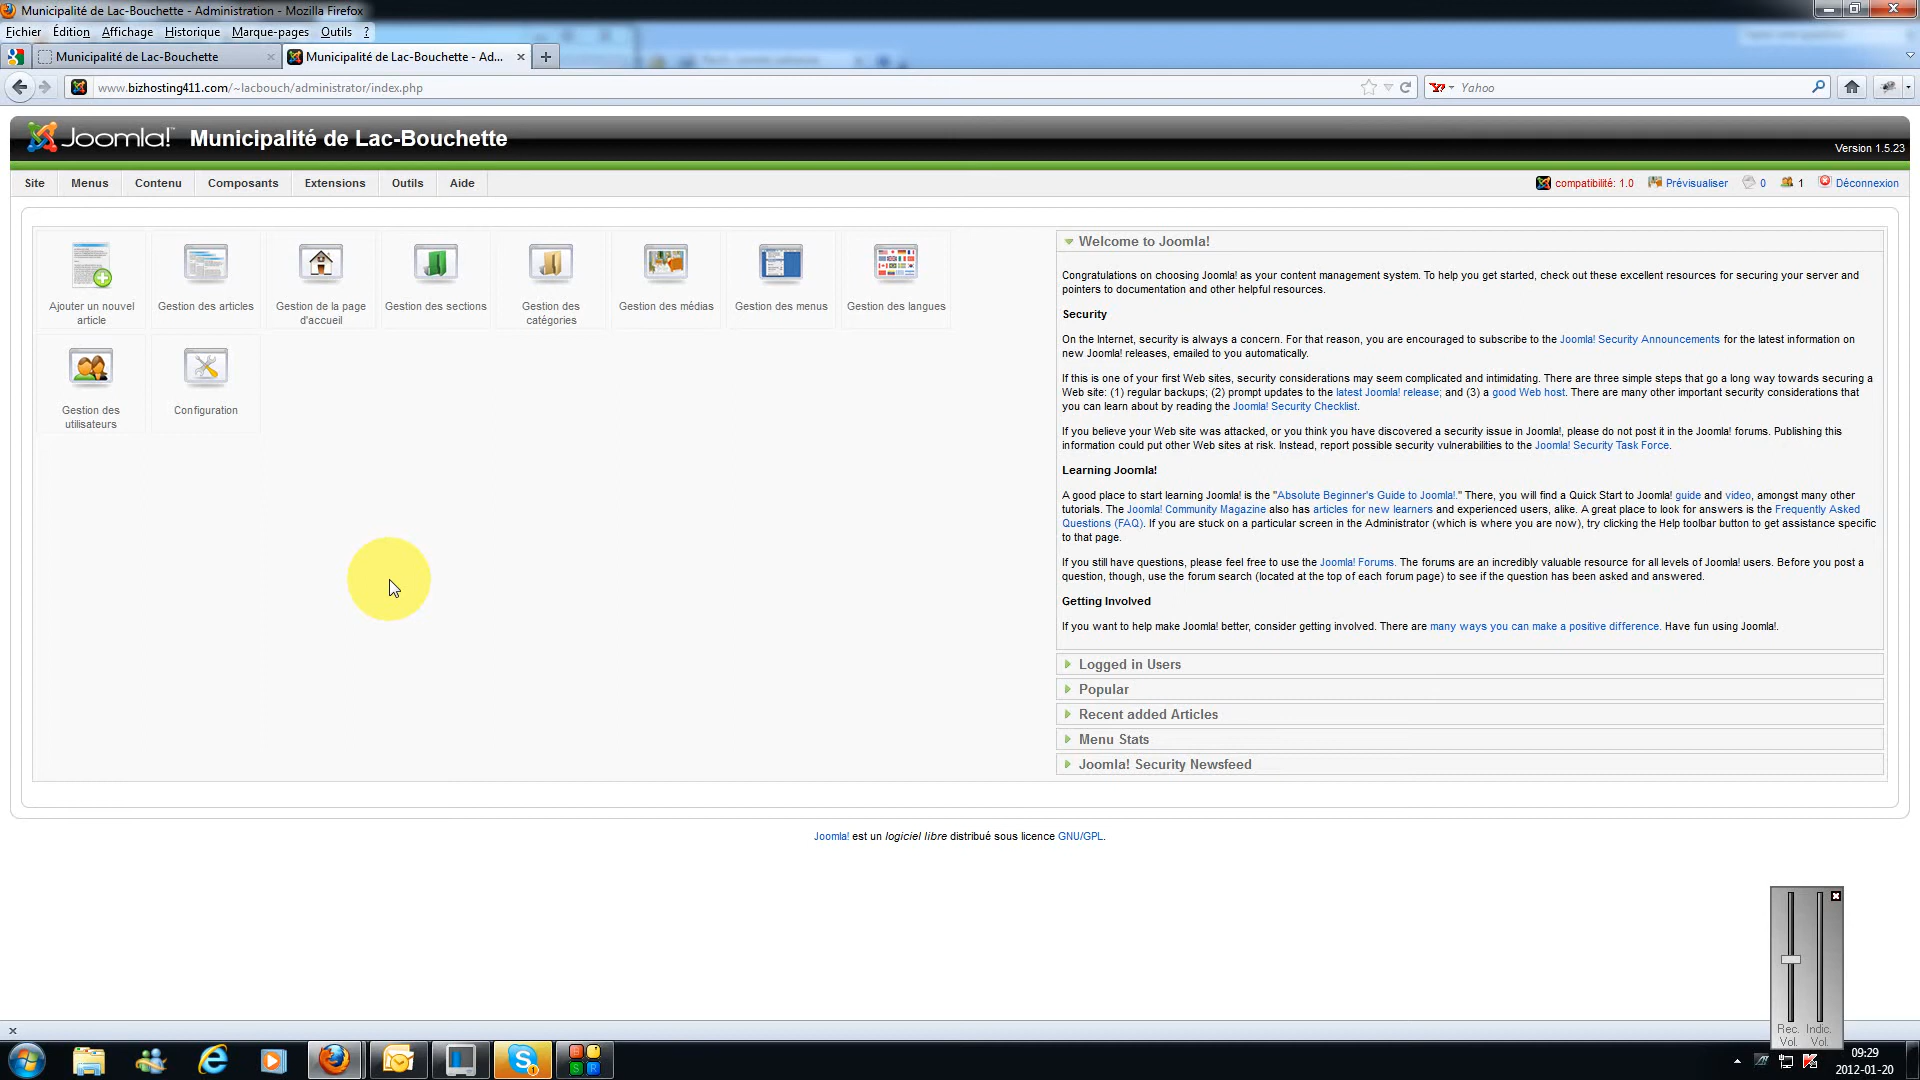 Municipalité de Lac-Bouchette - Administration - Mozilla Firefox
Fichier Édition Affichage Historique Marque-pages Outils ?
Municipalité de Lac-Bouchette
Municipalité de Lac-Bouchette - Ad...
www.bizhosting411.com/~lacbouch/administrator/index.php
Yahoo
Joomla! Municipalité de Lac-Bouchette
Version 1.5.23
Site Menus Contenu Composants Extensions Outils Aide
compatibilité: 1.0 Prévisualiser 0 1 Déconnexion
Ajouter un nouvel
article
Gestion des articles
Gestion de la page
d'accueil
Gestion des sections
Gestion des
catégories
Gestion des médias
Gestion des menus
Gestion des langues
Gestion des
utilisateurs
Configuration
Welcome to Joomla!
Congratulations on choosing Joomla! as your content management system. To help you get started, check out these excellent resources for securing your server and
pointers to documentation and other helpful resources.
Security
On the Internet, security is always a concern. For that reason, you are encouraged to subscribe to the Joomla! Security Announcements for the latest information on
new Joomla! releases, emailed to you automatically.
If this is one of your first Web sites, security considerations may seem complicated and intimidating. There are three simple steps that go a long way towards securing a
Web site: (1) regular backups; (2) prompt updates to the latest Joomla! release; and (3) a good Web host. There are many other important security considerations that
you can learn about by reading the Joomla! Security Checklist.
If you believe your Web site was attacked, or you think you have discovered a security issue in Joomla!, please do not post it in the Joomla! forums. Publishing this
information could put other Web sites at risk. Instead, report possible security vulnerabilities to the Joomla! Security Task Force.
Learning Joomla!
A good place to start learning Joomla! is the "Absolute Beginner's Guide to Joomla!." There, you will find a Quick Start to Joomla! guide and video, amongst many other
tutorials. The Joomla! Community Magazine also has articles for new learners and experienced users, alike. A great place to look for answers is the Frequently Asked
Questions (FAQ). If you are stuck on a particular screen in the Administrator (which is where you are now), try clicking the Help toolbar button to get assistance specific
to that page.
If you still have questions, please feel free to use the Joomla! Forums. The forums are an incredibly valuable resource for all levels of Joomla! users. Before you post a
question, though, use the forum search (located at the top of each forum page) to see if the question has been asked and answered.
Getting Involved
If you want to help make Joomla! better, consider getting involved. There are many ways you can make a positive difference. Have fun using Joomla!.
Logged in Users
Popular
Recent added Articles
Menu Stats
Joomla! Security Newsfeed
Joomla! est un logiciel libre distribué sous licence GNU/GPL.
Rec. Indic.
Vol. Vol.
09:29
2012-01-20